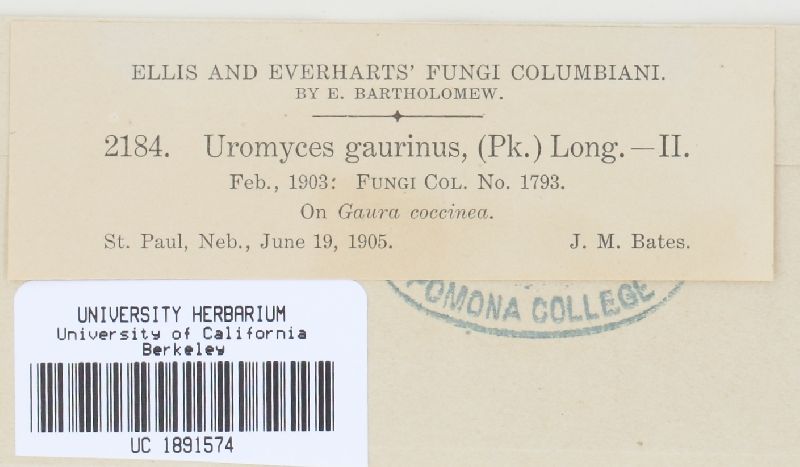 ELLIS AND EVERHARTS' FUNGI COLUMBIANI.
BY E. BARTHOLOMEW.
2184. Uromyces gaurinus, (Pk.) Long.—II.
Feb., 1903: FUNGI COL. No. 1793.
On Gaura coccinea.
St. Paul, Neb., June 19, 1905. J. M. Bates.
POMONA COLLEGE
UNIVERSITY HERBARIUM
University of California
Berkeley
UC 1891574